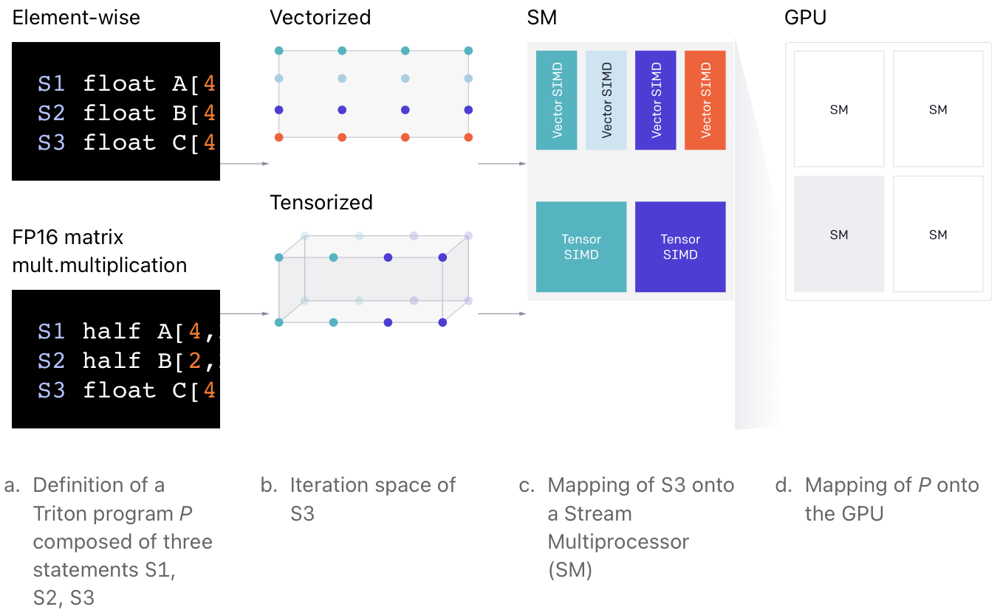 Element-wise
S1 float A[4
S2 float B[4
S3 float C[4
FP16 matrix
mult.multiplication
S1 half A[4,
S2 half B[2,
S3 float C[4
Vectorized
Tensorized
SM
Vector SIMD
Vector SIMD
Vector SIMD
Vector SIMD
Tensor
SIMD
Tensor
SIMD
GPU
SM
SM
SM
SM
a. Definition of a
Triton program P
composed of three
statements S1,
S2, S3
b. Iteration space of
S3
c. Mapping of S3 onto
a Stream
Multiprocessor
(SM)
d. Mapping of P onto
the GPU